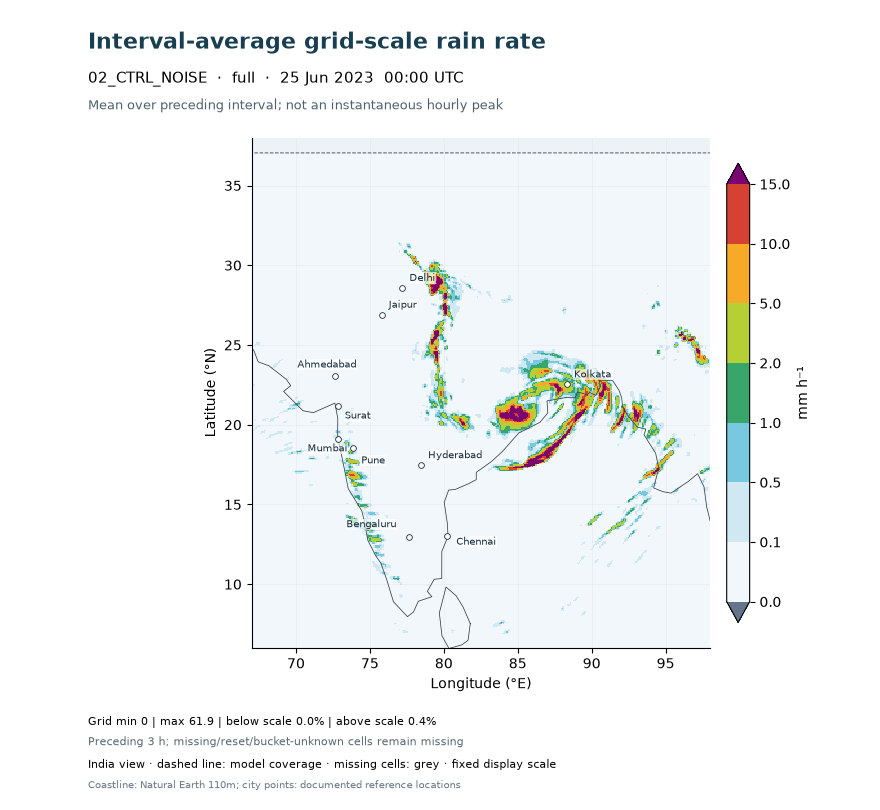 Interval-average grid-scale rain rate
02_CTRL_NOISE · full · 25 Jun 2023 00:00 UTC
Mean over preceding interval; not an instantaneous hourly peak
35
30
25
20
15
10
Latitude (°N)
70
75
80
85
90
95
Longitude (°E)
Delhi
Jaipur
Ahmedabad
Kolkata
Surat
Mumbai
Pune
Hyderabad
Bengaluru
Chennai
15.0
10.0
5.0
2.0
1.0
0.5
0.1
0.0
mm h⁻¹
Grid min 0 | max 61.9 | below scale 0.0% | above scale 0.4%
Preceding 3 h; missing/reset/bucket-unknown cells remain missing
India view · dashed line: model coverage · missing cells: grey · fixed display scale
Coastline: Natural Earth 110m; city points: documented reference locations